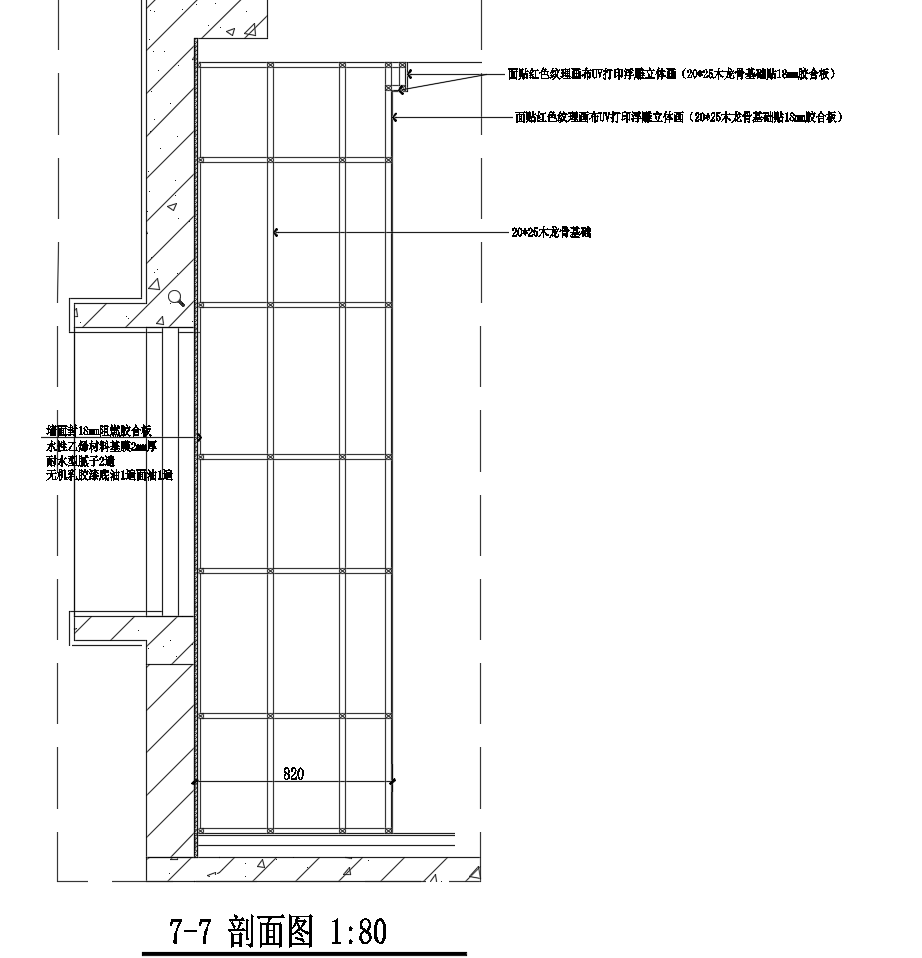 面贴红色纹理画布UV打印浮雕立体画（20*25木龙骨基础贴18mm胶合板）
面贴红色纹理画布UV打印浮雕立体画（20*25木龙骨基础贴18mm胶合板）
20*25木龙骨基础
墙面封18mm阻燃胶合板
水性乙烯材料基膜2mm厚
耐水型腻子2道
无机乳胶漆底油1道面油1道
820
7-7 剖面图 1:80